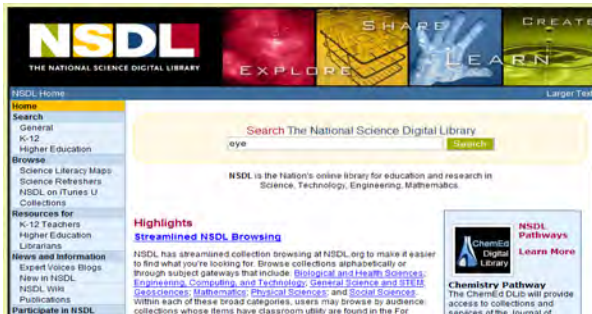 NSDL
THE NATIONAL SCIENCE DIGITAL LIBRARY
EXPLORE
SHARE
LEARN
CREATE
NSDL Home
Larger Text
Home
Search
General
K-12
Higher Education
Browse
Science Literacy Maps
Science Refreshers
NSDL on iTunes U
Collections
Resources for
K-12 Teachers
Higher Education
Librarians
News and Information
Expert Voices Blogs
New in NSDL
NSDL Wiki
Publications
Participate in NSDL
Search The National Science Digital Library
eye
Search
NSDL is the Nation's online library for education and research in
Science, Technology, Engineering, Mathematics.
Highlights
Streamlined NSDL Browsing
NSDL has streamlined collection browsing at NSDL.org to make it easier
to find what you're looking for. Browse collections alphabetically or
through subject gateways that include: Biological and Health Sciences;
Engineering, Computing, and Technology; General Science and STEM;
Geosciences; Mathematics; Physical Sciences; and Social Sciences.
Within each of these broad categories, users may browse by audience:
collections whose items have classroom utility are found in the For
ChemEd
Digital
Library
NSDL
Pathways
Learn More
Chemistry Pathway
The ChemEd DLib will provide
access to collections and
services of the Journal of